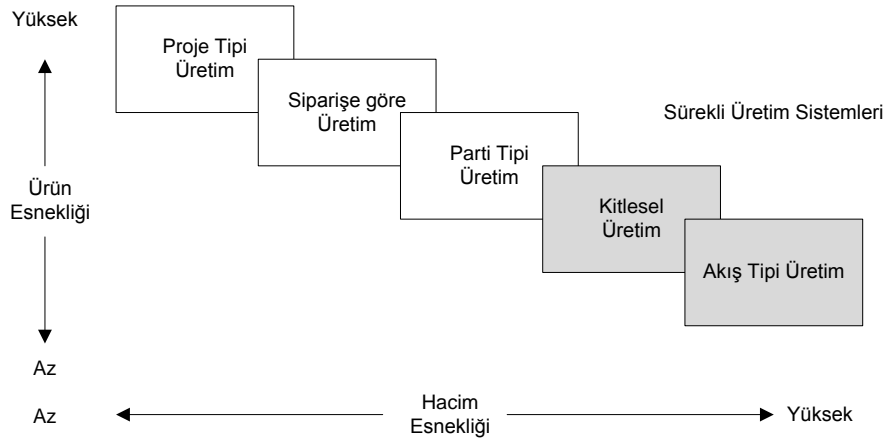 Yüksek
Proje Tipi
Üretim
Siparişe göre
Üretim
Sürekli Üretim Sistemleri
Parti Tipi
Üretim
Ürün
Esnekliği
Kitlesel
Üretim
Akış Tipi Üretim
Az
Az
Hacim
Esnekliği
Yüksek